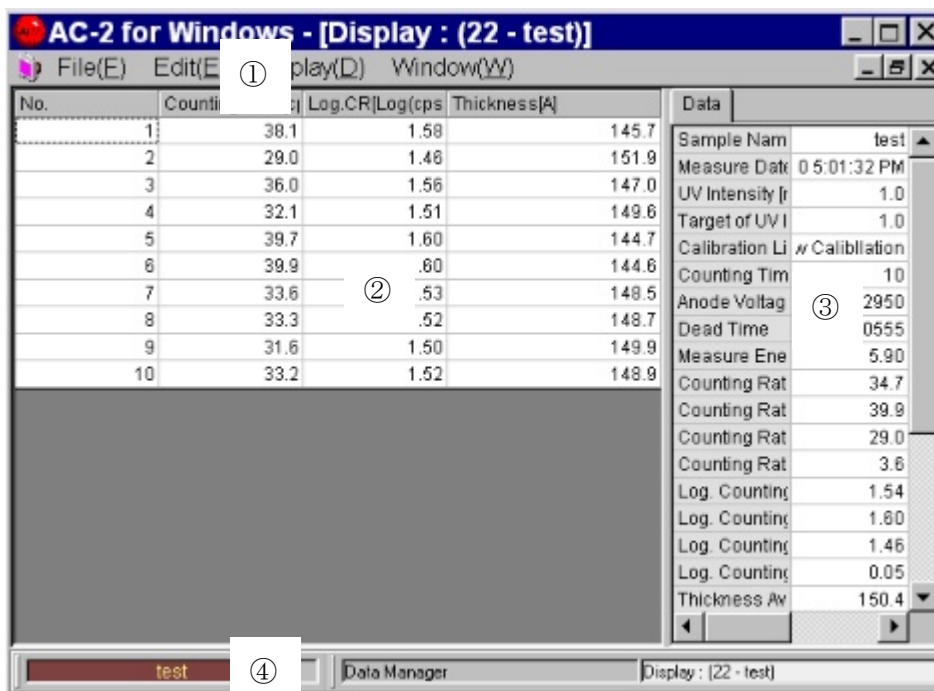 AC-2 for Windows - [Display : (22 - test)]
File(E) Edit(E ① play(D) Window(W)
No. Counti Log.CR[Log(cps Thickness[A]
1 38.1 1.58 145.7
2 29.0 1.46 151.9
3 36.0 1.56 147.0
4 32.1 1.51 149.6
5 39.7 1.60 144.7
6 39.9 .60 144.6
7 33.6 ② .53 148.5
8 33.3 .52 148.7
9 31.6 1.50 149.9
10 33.2 1.52 148.9
Data
Sample Nam test
Measure Date 0 5:01:32 PM
UV Intensity [r 1.0
Target of UV I 1.0
Calibration Li w Calibllation
Counting Tim 10
Anode Voltag ③ 2950
Dead Time 0555
Measure Ene 5.90
Counting Rat 34.7
Counting Rat 39.9
Counting Rat 29.0
Counting Rat 3.6
Log. Counting 1.54
Log. Counting 1.60
Log. Counting 1.46
Log. Counting 0.05
Thickness Av 150.4
test ④ Data Manager Display : (22 - test)